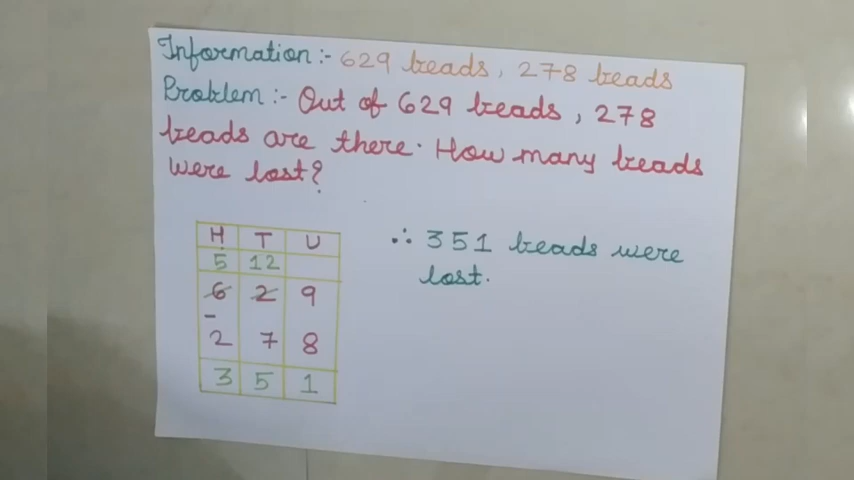 Information :- 629 beads, 278 beads
Problem :- Out of 629 beads, 278
beads are there. How many beads
were lost?
H T U
5 12
6 2 9
-
2 7 8
3 5 1
∴ 351 beads were
lost.